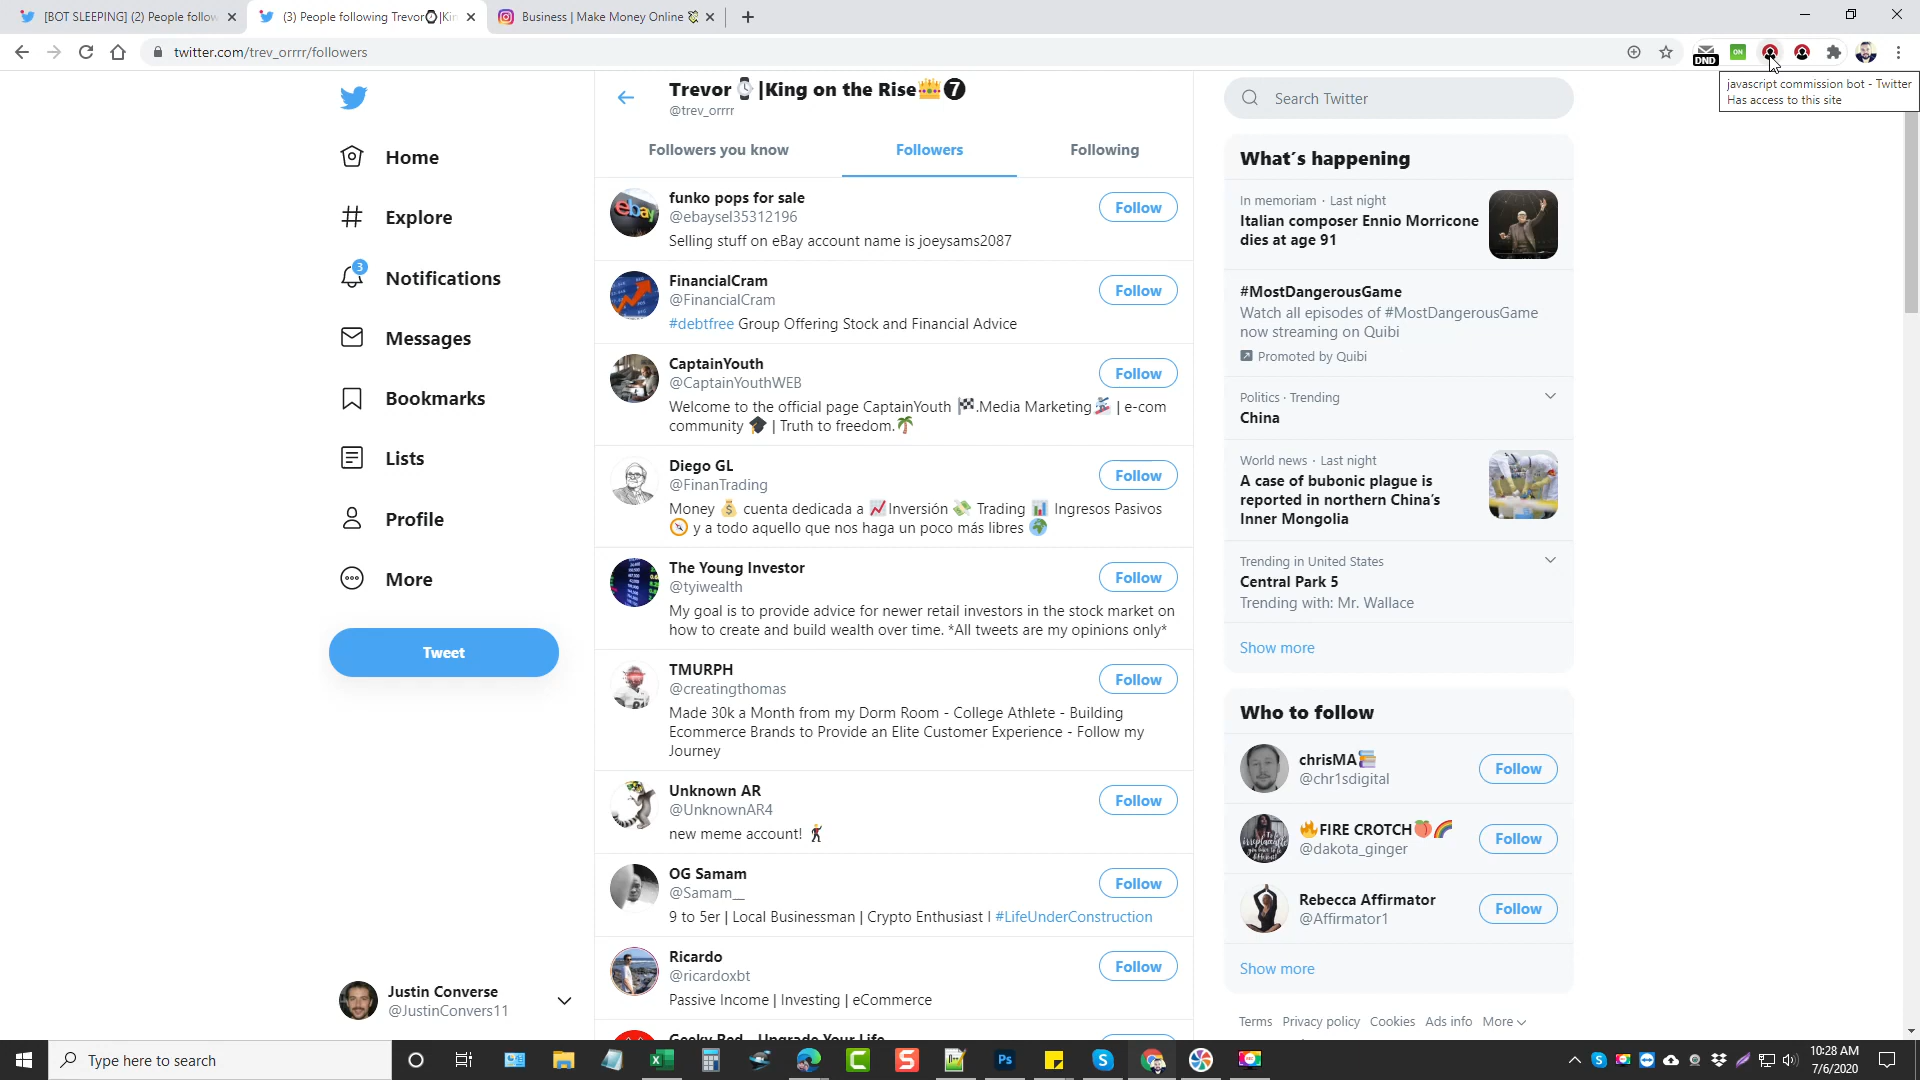 [BOT SLEEPING] (2) People follow
(3) People following Trevor⌚|Kin
Business | Make Money Online 💸
twitter.com/trev_orrrr/followers
DND
ON
javascript commission bot - Twitter
Has access to this site
Trevor ⌚|King on the Rise👑❼
@trev_orrrr
Search Twitter
Followers you know
Followers
Following
Home
Explore
3
Notifications
Messages
Bookmarks
Lists
Profile
More
Tweet
Justin Converse
@JustinConvers11
ebay
funko pops for sale
@ebaysel35312196
Follow
Selling stuff on eBay account name is joeysams2087
FinancialCram
@FinancialCram
Follow
#debtfree Group Offering Stock and Financial Advice
CaptainYouth
@CaptainYouthWEB
Follow
Welcome to the official page CaptainYouth 🏁.Media Marketing🏂 | e-com
community 🎓 | Truth to freedom.🌴
Diego GL
@FinanTrading
Follow
Money 💰 cuenta dedicada a 📈Inversión 💸 Trading 📊 Ingresos Pasivos
🧭 y a todo aquello que nos haga un poco más libres 🌍
The Young Investor
@tyiwealth
Follow
My goal is to provide advice for newer retail investors in the stock market on
how to create and build wealth over time. *All tweets are my opinions only*
TMURPH
@creatingthomas
Follow
Made 30k a Month from my Dorm Room - College Athlete - Building
Ecommerce Brands to Provide an Elite Customer Experience - Follow my
Journey
Unknown AR
@UnknownAR4
Follow
new meme account! 🕺
OG Samam
@Samam__
Follow
9 to 5er | Local Businessman | Crypto Enthusiast | #LifeUnderConstruction
Ricardo
@ricardoxbt
Follow
Passive Income | Investing | eCommerce
Geeky Red - Upgrade Your Life
What's happening
In memoriam · Last night
Italian composer Ennio Morricone
dies at age 91
#MostDangerousGame
Watch all episodes of #MostDangerousGame
now streaming on Quibi
Promoted by Quibi
Politics · Trending
China
World news · Last night
A case of bubonic plague is
reported in northern China's
Inner Mongolia
Trending in United States
Central Park 5
Trending with: Mr. Wallace
Show more
Who to follow
chrisMA📚
@chr1sdigital
Follow
🔥FIRE CROTCH🍑🌈
@dakota_ginger
Follow
Rebecca Affirmator
@Affirmator1
Follow
Show more
Terms Privacy policy Cookies Ads info More
Type here to search
Ps
10:28 AM
7/6/2020